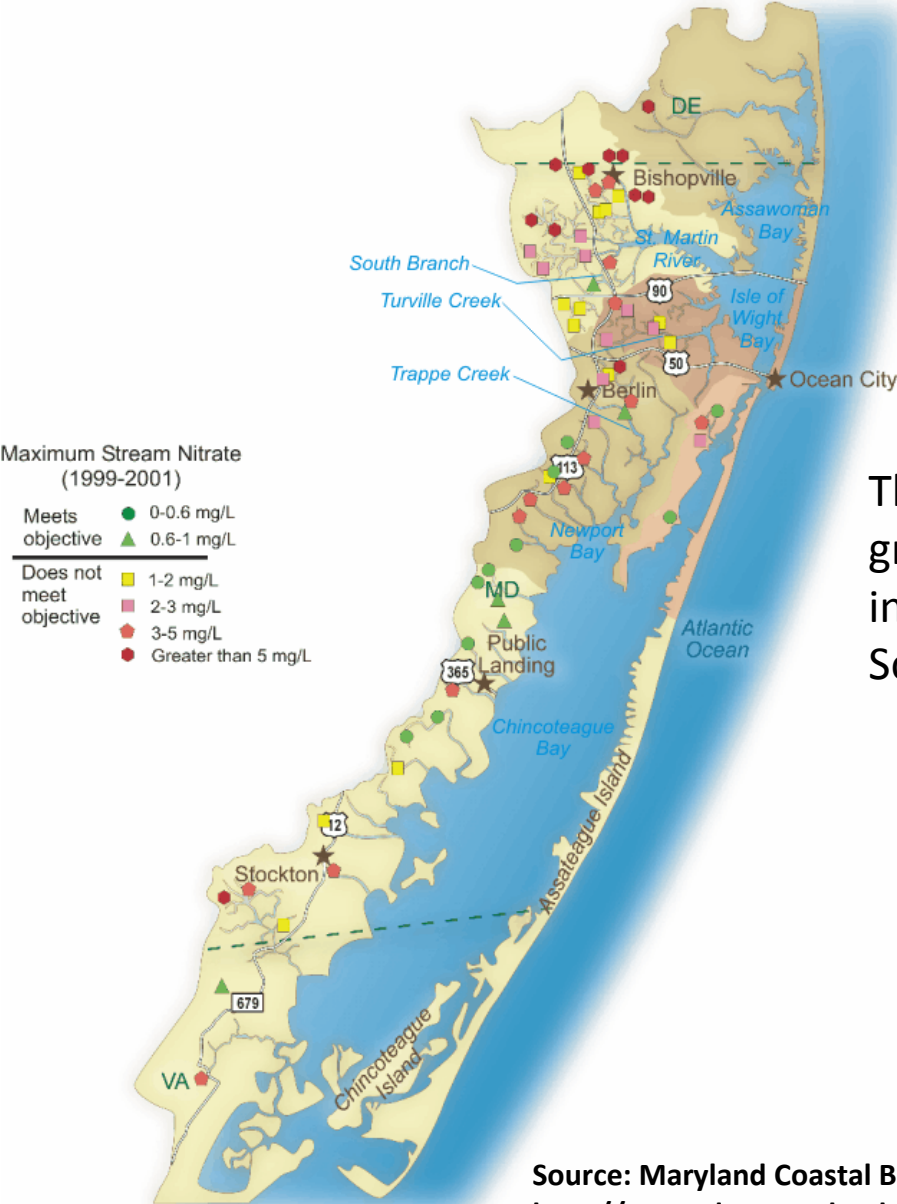 DE
Bishopville
Assawoman
Bay
St. Martin
River
South Branch
90
Isle of
Wight
Bay
Turville Creek
50
Trappe Creek
Ocean City
Berlin
Maximum Stream Nitrate
(1999-2001)
Meets
objective
0-0.6 mg/L
0.6-1 mg/L
Does not
meet
objective
1-2 mg/L
2-3 mg/L
3-5 mg/L
Greater than 5 mg/L
113
Newport
Bay
MD
Public
Landing
365
Atlantic
Ocean
Chincoteague
Bay
Assateague Island
12
Stockton
679
Chincoteague
Island
VA
in
Source: Maryland Coastal B